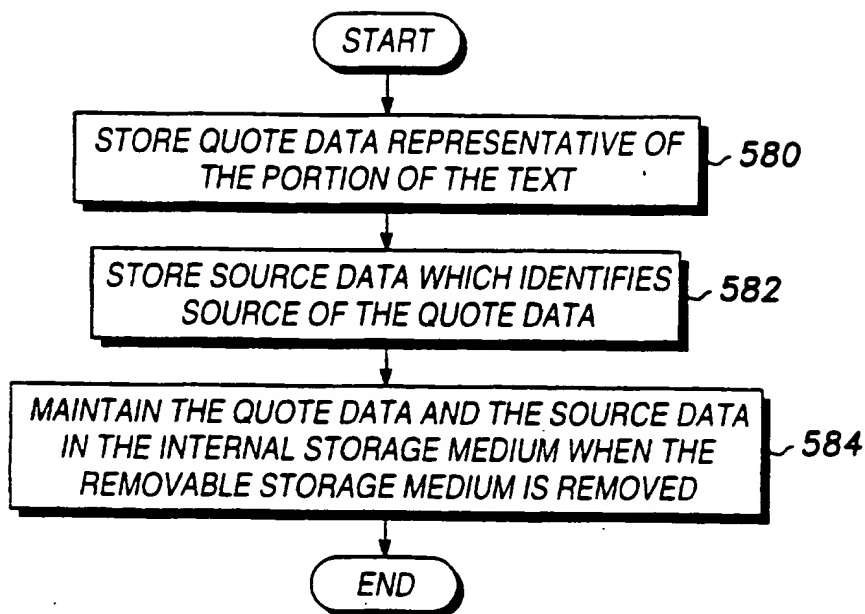 START
STORE QUOTE DATA REPRESENTATIVE OF
THE PORTION OF THE TEXT
580
STORE SOURCE DATA WHICH IDENTIFIES
SOURCE OF THE QUOTE DATA
582
MAINTAIN THE QUOTE DATA AND THE SOURCE DATA
IN THE INTERNAL STORAGE MEDIUM WHEN THE
REMOVABLE STORAGE MEDIUM IS REMOVED
584
END